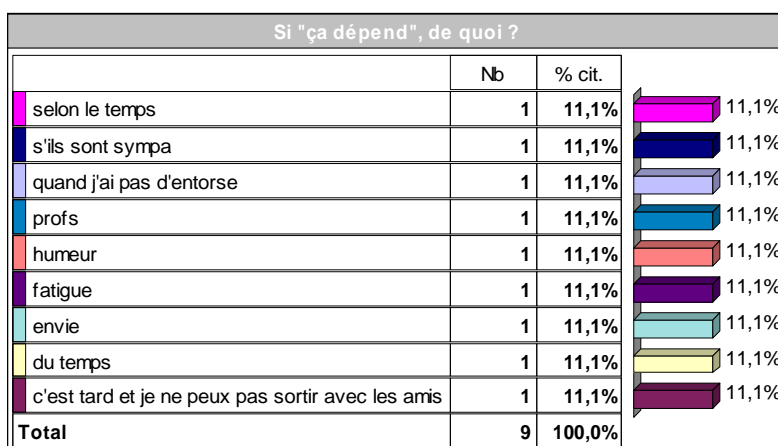 Si "ça dépend", de quoi ?
Nb % cit.
selon le temps 1 11,1% 11,1%
s'ils sont sympa 1 11,1% 11,1%
quand j'ai pas d'entorse 1 11,1% 11,1%
profs 1 11,1% 11,1%
humeur 1 11,1% 11,1%
fatigue 1 11,1% 11,1%
envie 1 11,1% 11,1%
du temps 1 11,1% 11,1%
c'est tard et je ne peux pas sortir avec les amis 1 11,1% 11,1%
Total 9 100,0%